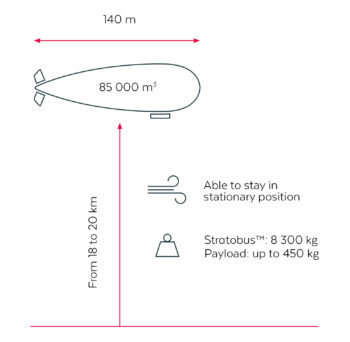 140 m
85 000 m³
Able to stay in
stationary position
From 18 to 20 km
Stratobus™: 8 300 kg
Payload: up to 450 kg